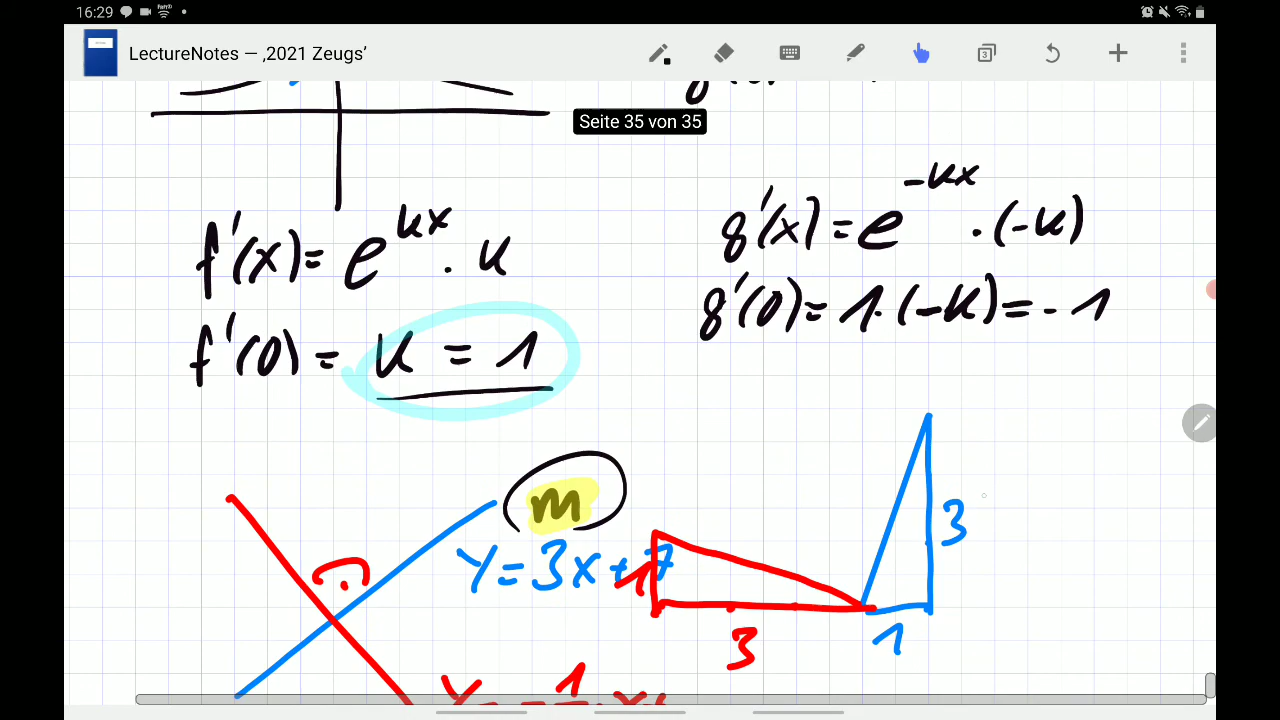 16:29
LectureNotes — ‚2021 Zeugs’
3
Seite 35 von 35
f'(x) = e^{kx} · k
g'(x) = e^{-kx} · (-k)
g'(0) = 1 · (-k) = -1
f'(0) = k = 1
m
y = 3x + 7
1
3
3
1